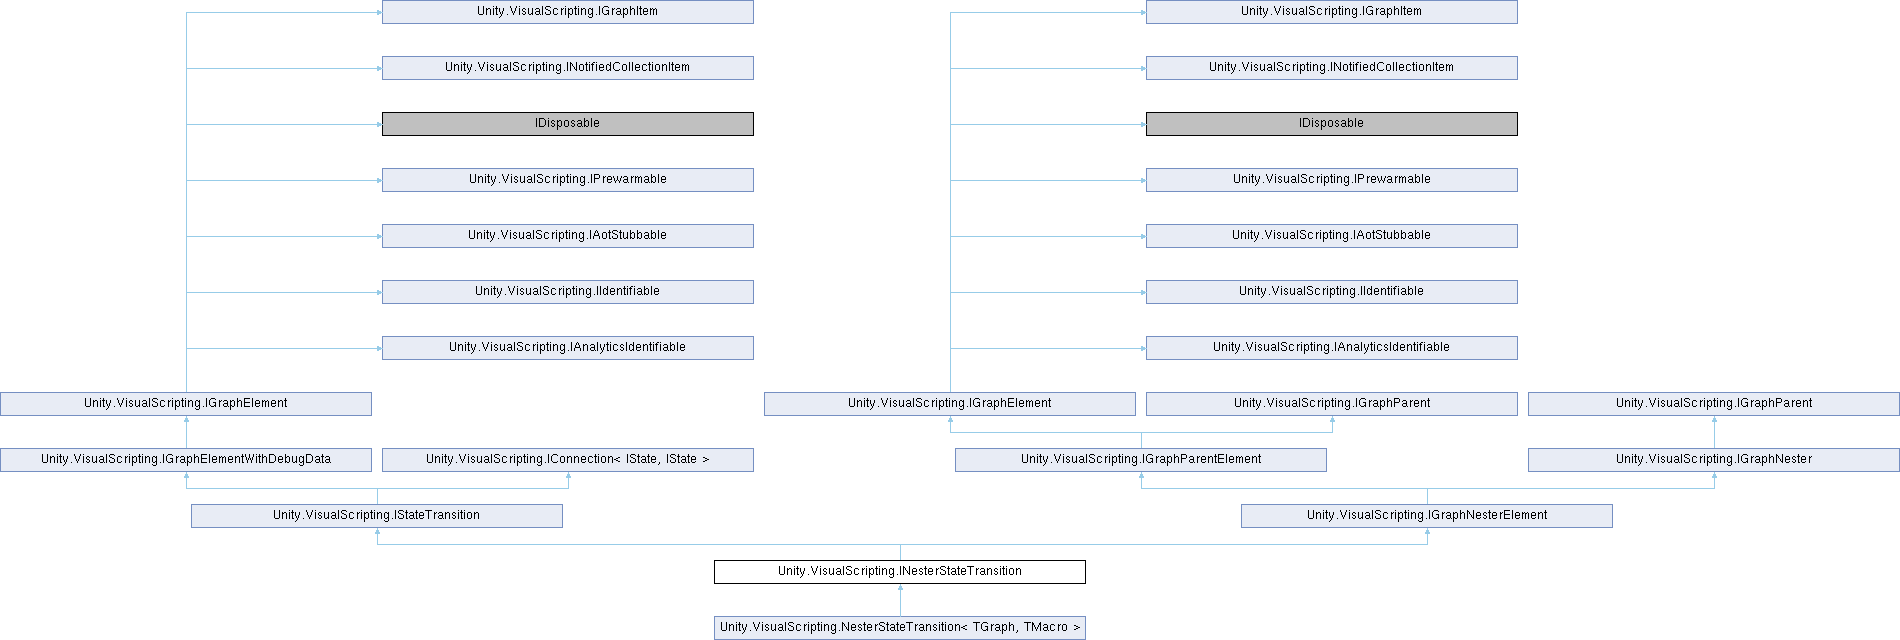 Unity.VisualScripting.IGraphItem
Unity.VisualScripting.IGraphItem
Unity.VisualScripting.INotifiedCollectionItem
Unity.VisualScripting.INotifiedCollectionItem
IDisposable
IDisposable
Unity.VisualScripting.IPrewarmable
Unity.VisualScripting.IPrewarmable
Unity.VisualScripting.IAotStubbable
Unity.VisualScripting.IAotStubbable
Unity.VisualScripting.IIdentifiable
Unity.VisualScripting.IIdentifiable
Unity.VisualScripting.IAnalyticsIdentifiable
Unity.VisualScripting.IAnalyticsIdentifiable
Unity.VisualScripting.IGraphElement
Unity.VisualScripting.IGraphElement
Unity.VisualScripting.IGraphParent
Unity.VisualScripting.IGraphParent
Unity.VisualScripting.IGraphElementWithDebugData
Unity.VisualScripting.IConnection< IState, IState >
Unity.VisualScripting.IGraphParentElement
Unity.VisualScripting.IGraphNester
Unity.VisualScripting.IStateTransition
Unity.VisualScripting.IGraphNesterElement
Unity.VisualScripting.INesterStateTransition
Unity.VisualScripting.NesterStateTransition< TGraph, TMacro >